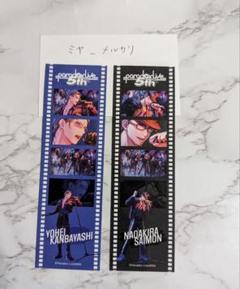 ミヤ_メルカリ
paradox Live
5th
YOHEI
KANBAYASHI
paradox Live
5th
NAOAKIRA
SAIMON